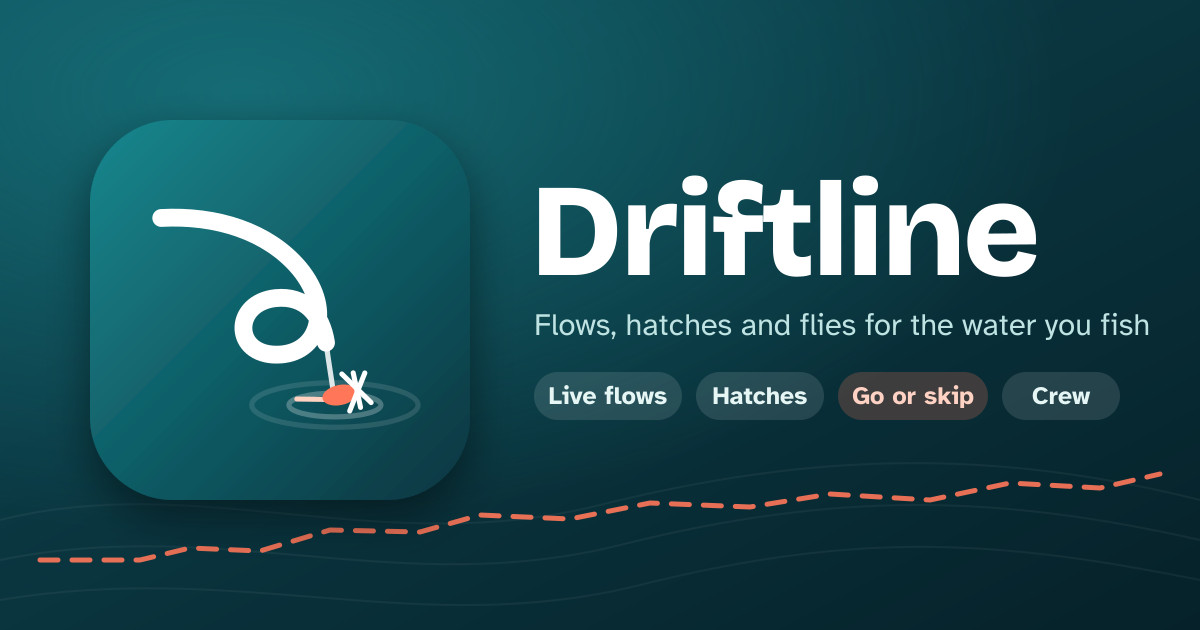 Driftline
Flows, hatches and flies for the water you fish
Live flows
Hatches
Go or skip
Crew